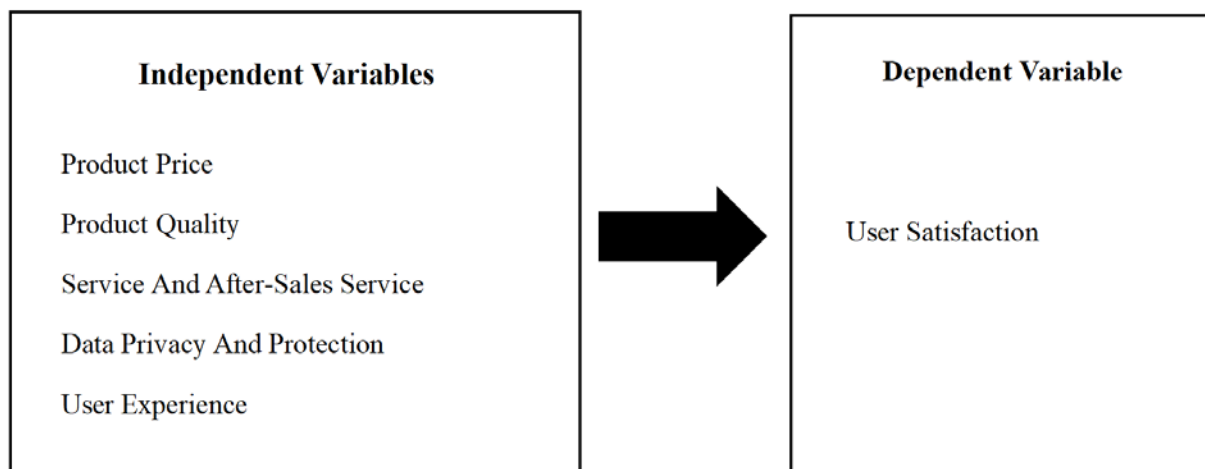 Independent Variables
Product Price
Product Quality
Service And After-Sales Service
Data Privacy And Protection
User Experience
Dependent Variable
User Satisfaction